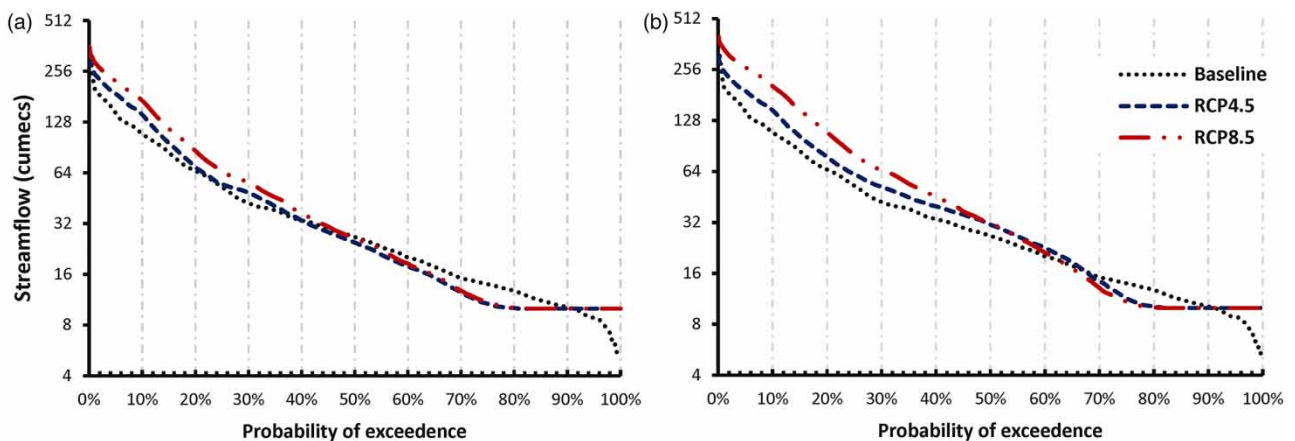 (a)
Streamflow (cumecs)
512
256
128
64
32
16
8
4
0% 10% 20% 30% 40% 50% 60% 70% 80% 90% 100%
Probability of exceedence
(b)
512
256
128
64
32
16
8
4
0% 10% 20% 30% 40% 50% 60% 70% 80% 90% 100%
Probability of exceedence
Baseline
RCP4.5
RCP8.5